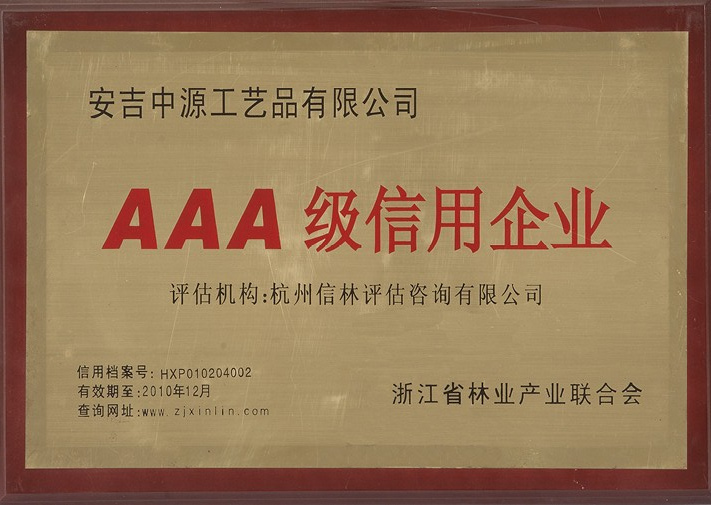 安吉中源工艺品有限公司
AAA级信用企业
评估机构:杭州信林评估咨询有限公司
信用档案号: HXP010204002
有效期至:2010年12月
查询网址:www.zjxinlin.com
浙江省林业产业联合会